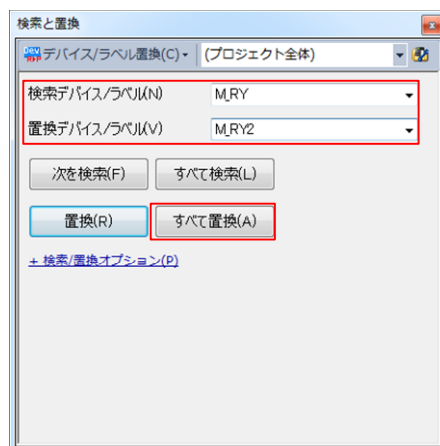 検索と置換
デバイス/ラベル置換(C) (プロジェクト全体)
検索デバイス/ラベル(N) M_RY
置換デバイス/ラベル(V) M_RY2
次を検索(F) すべて検索(L)
置換(R) すべて置換(A)
+ 検索/置換オプション(P)